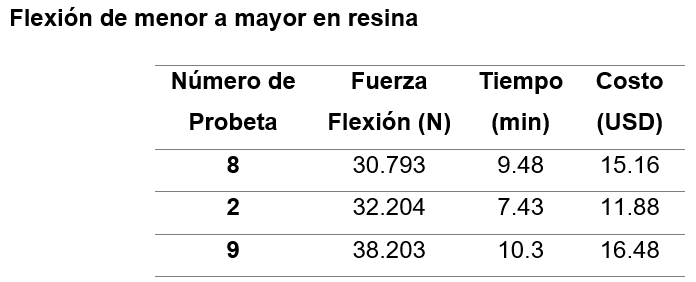 Flexión de menor a mayor en resina
Número de Probeta Fuerza Flexión (N) Tiempo (min) Costo (USD)
8 30.793 9.48 15.16
2 32.204 7.43 11.88
9 38.203 10.3 16.48